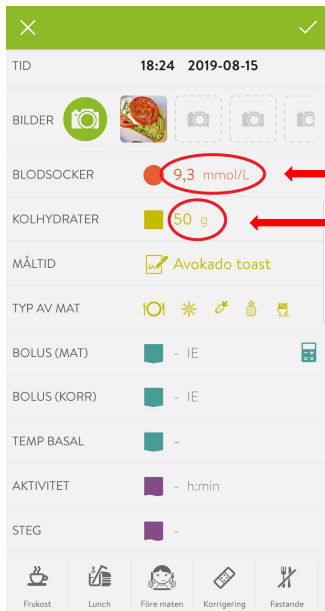 TID 18:24 2019-08-15
BILDER
BLODSOCKER 9,3 mmol/L
KOLHYDRATER 50 g
MÅLTID Avokado toast
TYP AV MAT
BOLUS (MAT) - IE
BOLUS (KORR) - IE
TEMP BASAL -
AKTIVITET - h:min
STEG -
Frukost Lunch Före maten Korrigering Fastande